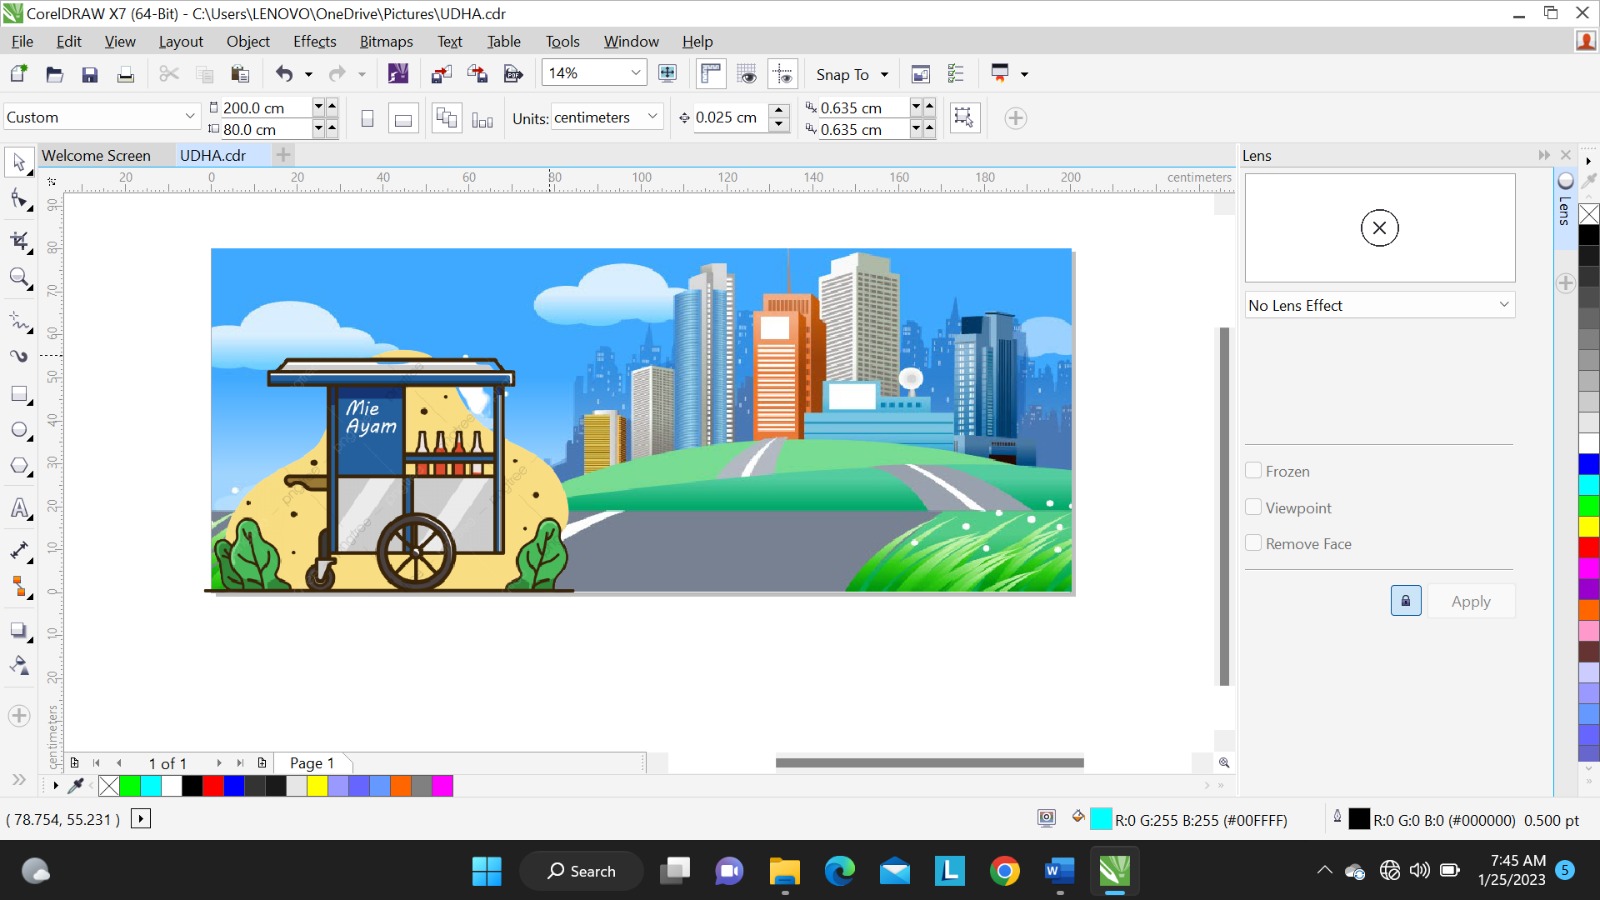 CorelDRAW X7 (64-Bit) - C:\Users\LENOVO\OneDrive\Pictures\UDHA.cdr
File Edit View Layout Object Effects Bitmaps Text Table Tools Window Help
14% Snap To
Custom 200.0 cm 80.0 cm Units: centimeters 0.025 cm 0.635 cm 0.635 cm
Welcome Screen UDHA.cdr
Lens
20 0 20 40 60 80 100 120 140 160 180 200 centimeters
90
80
70
60
50
40
30
20
10
0
10
20
centimeters
Mie
Ayam
pngtree
No Lens Effect
Frozen
Viewpoint
Remove Face
Apply
Lens
1 of 1 Page 1
( 78.754, 55.231 ) R:0 G:255 B:255 (#00FFFF) R:0 G:0 B:0 (#000000) 0.500 pt
Search
L
7:45 AM
1/25/2023
5